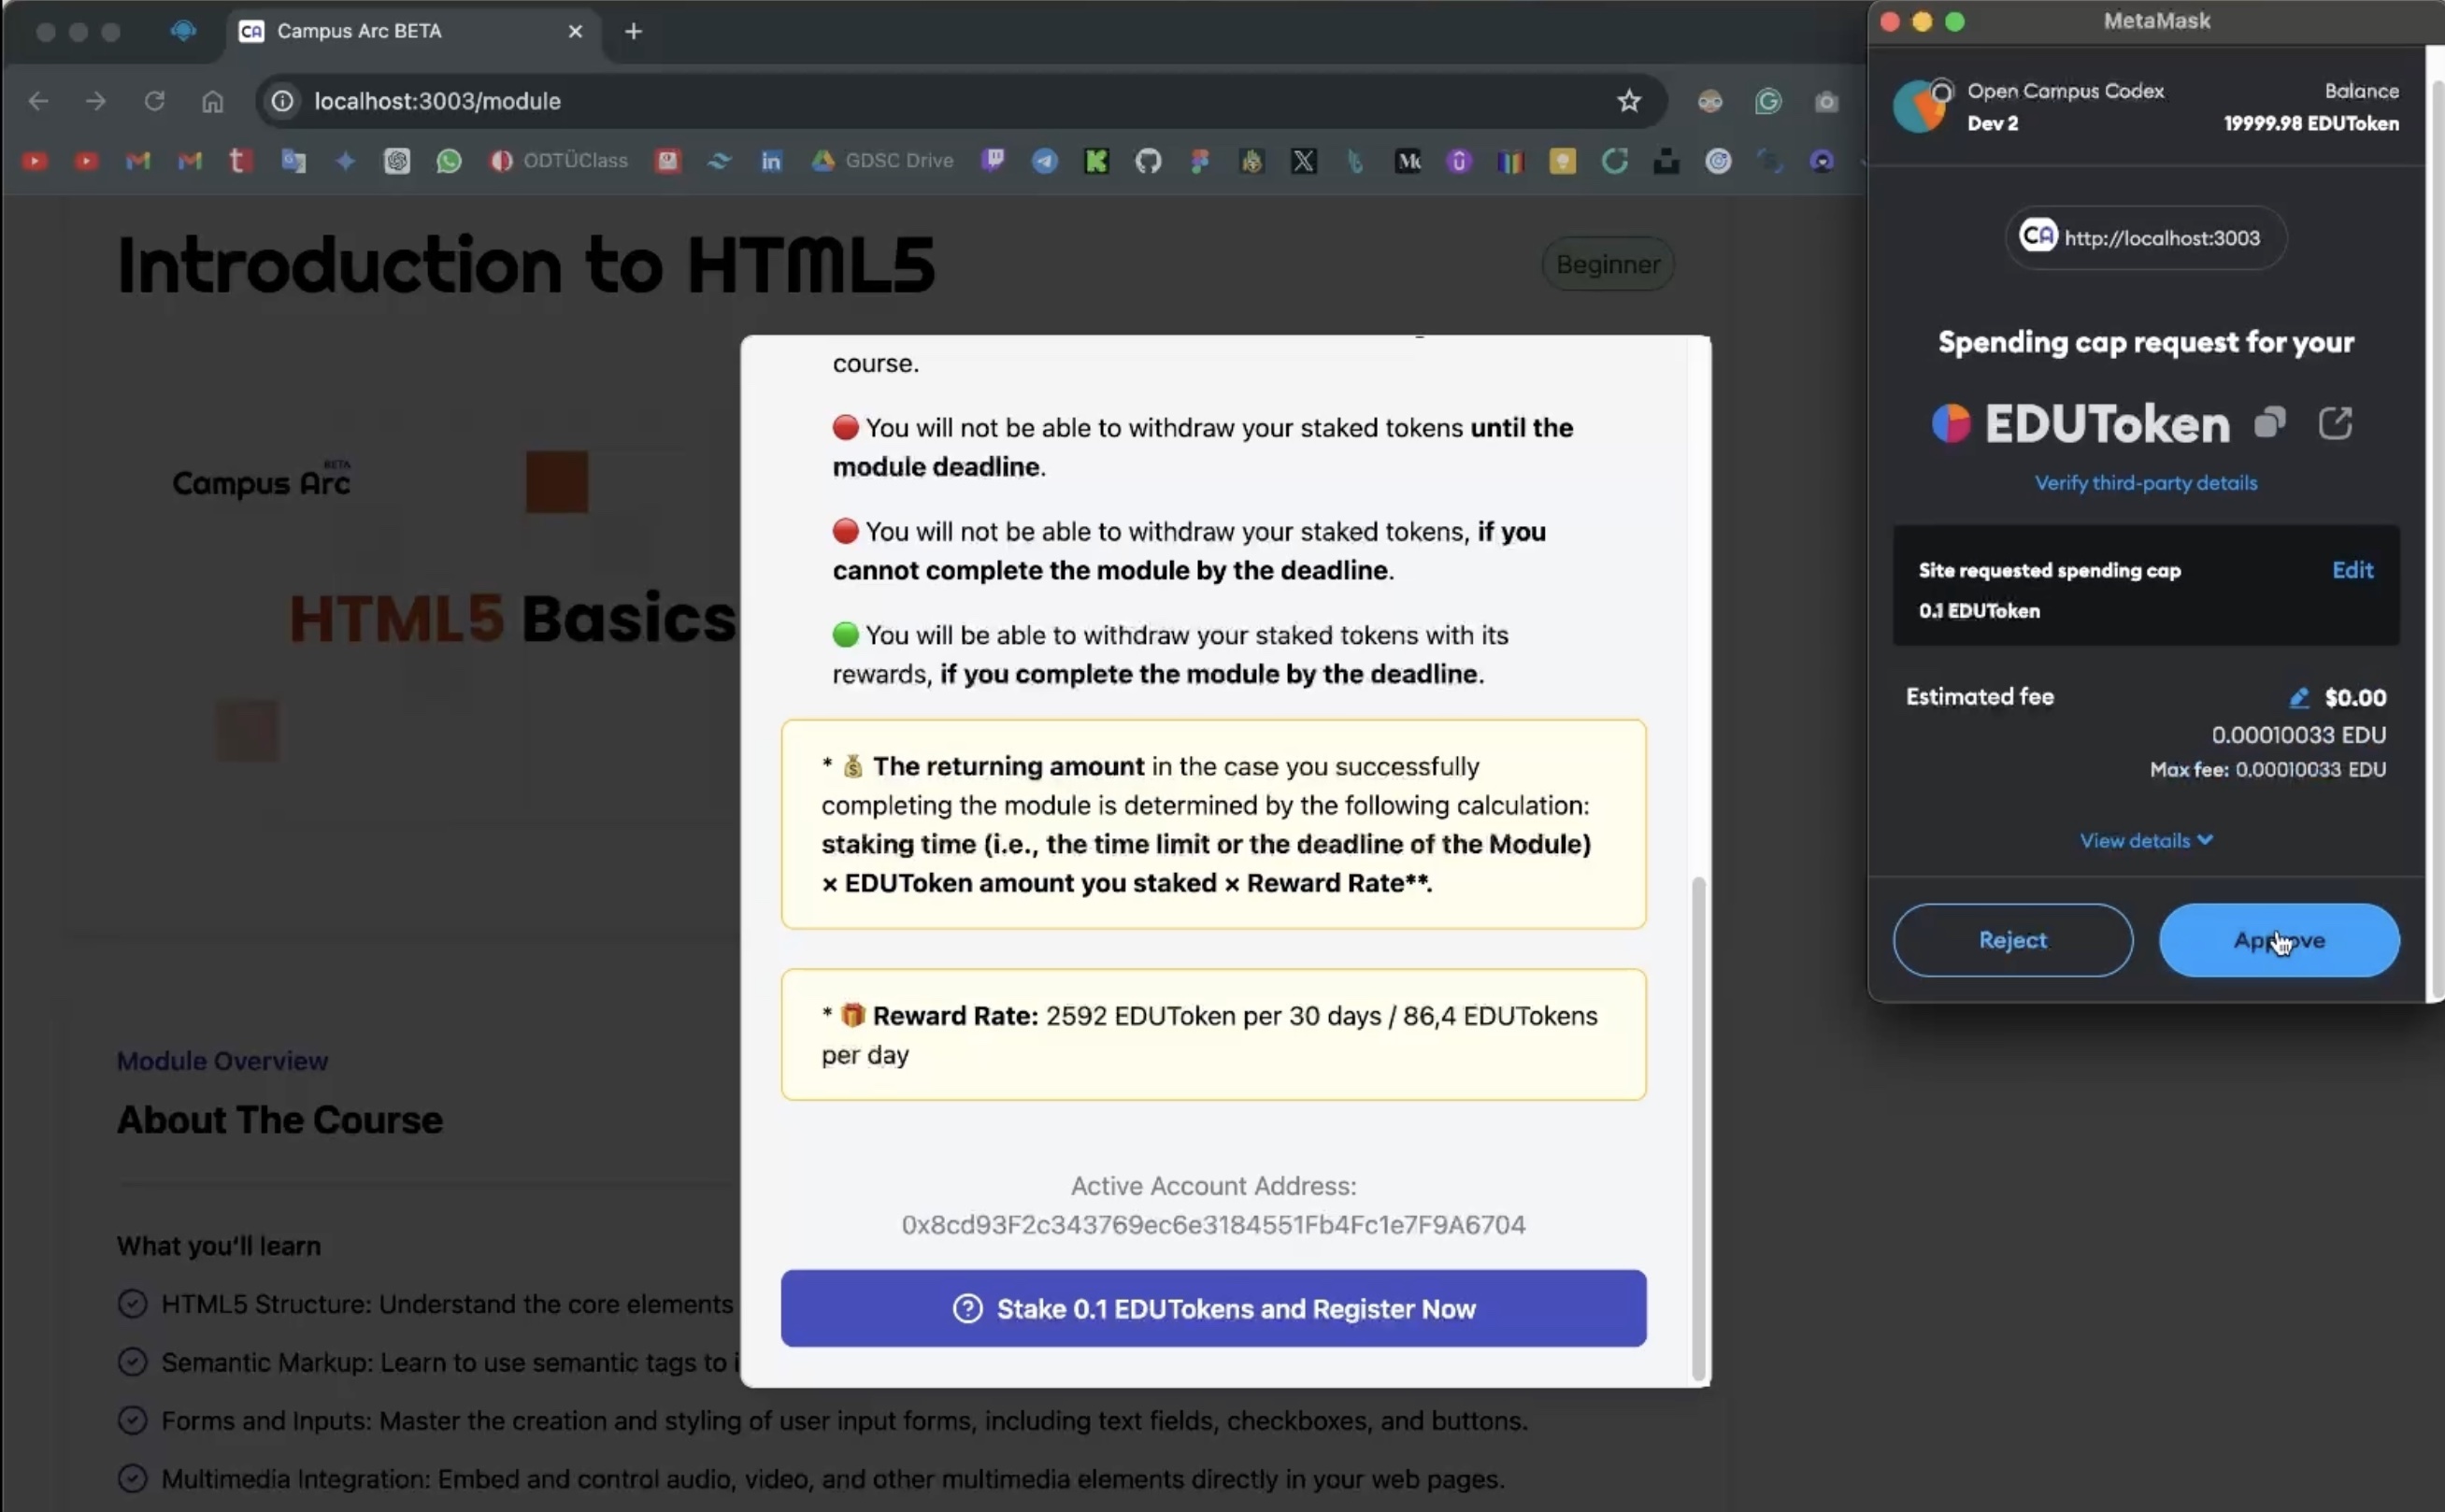 Campus Arc BETA
localhost:3003/module
ODTÜClass
GDSC Drive
Introduction to HTML5
Beginner
Campus Arc BETA
HTML5 Basics
Module Overview
About The Course
What you'll learn
HTML5 Structure: Understand the core elements
Semantic Markup: Learn to use semantic tags to i
Forms and Inputs: Master the creation and styling of user input forms, including text fields, checkboxes, and buttons.
Multimedia Integration: Embed and control audio, video, and other multimedia elements directly in your web pages.
course.
🔴 You will not be able to withdraw your staked tokens until the
module deadline.
🔴 You will not be able to withdraw your staked tokens, if you
cannot complete the module by the deadline.
🟢 You will be able to withdraw your staked tokens with its
rewards, if you complete the module by the deadline.
* 💰 The returning amount in the case you successfully
completing the module is determined by the following calculation:
staking time (i.e., the time limit or the deadline of the Module)
× EDUToken amount you staked × Reward Rate**.
* 🎁 Reward Rate: 2592 EDUToken per 30 days / 86,4 EDUTokens
per day
Active Account Address:
0x8cd93F2c343769ec6e3184551Fb4Fc1e7F9A6704
Stake 0.1 EDUTokens and Register Now
MetaMask
Open Campus Codex
Dev 2
Balance
19999.98 EDUToken
CA http://localhost:3003
Spending cap request for your
EDUToken
Verify third-party details
Site requested spending cap
Edit
0.1 EDUToken
Estimated fee
$0.00
0.00010033 EDU
Max fee: 0.00010033 EDU
View details
Reject
Approve